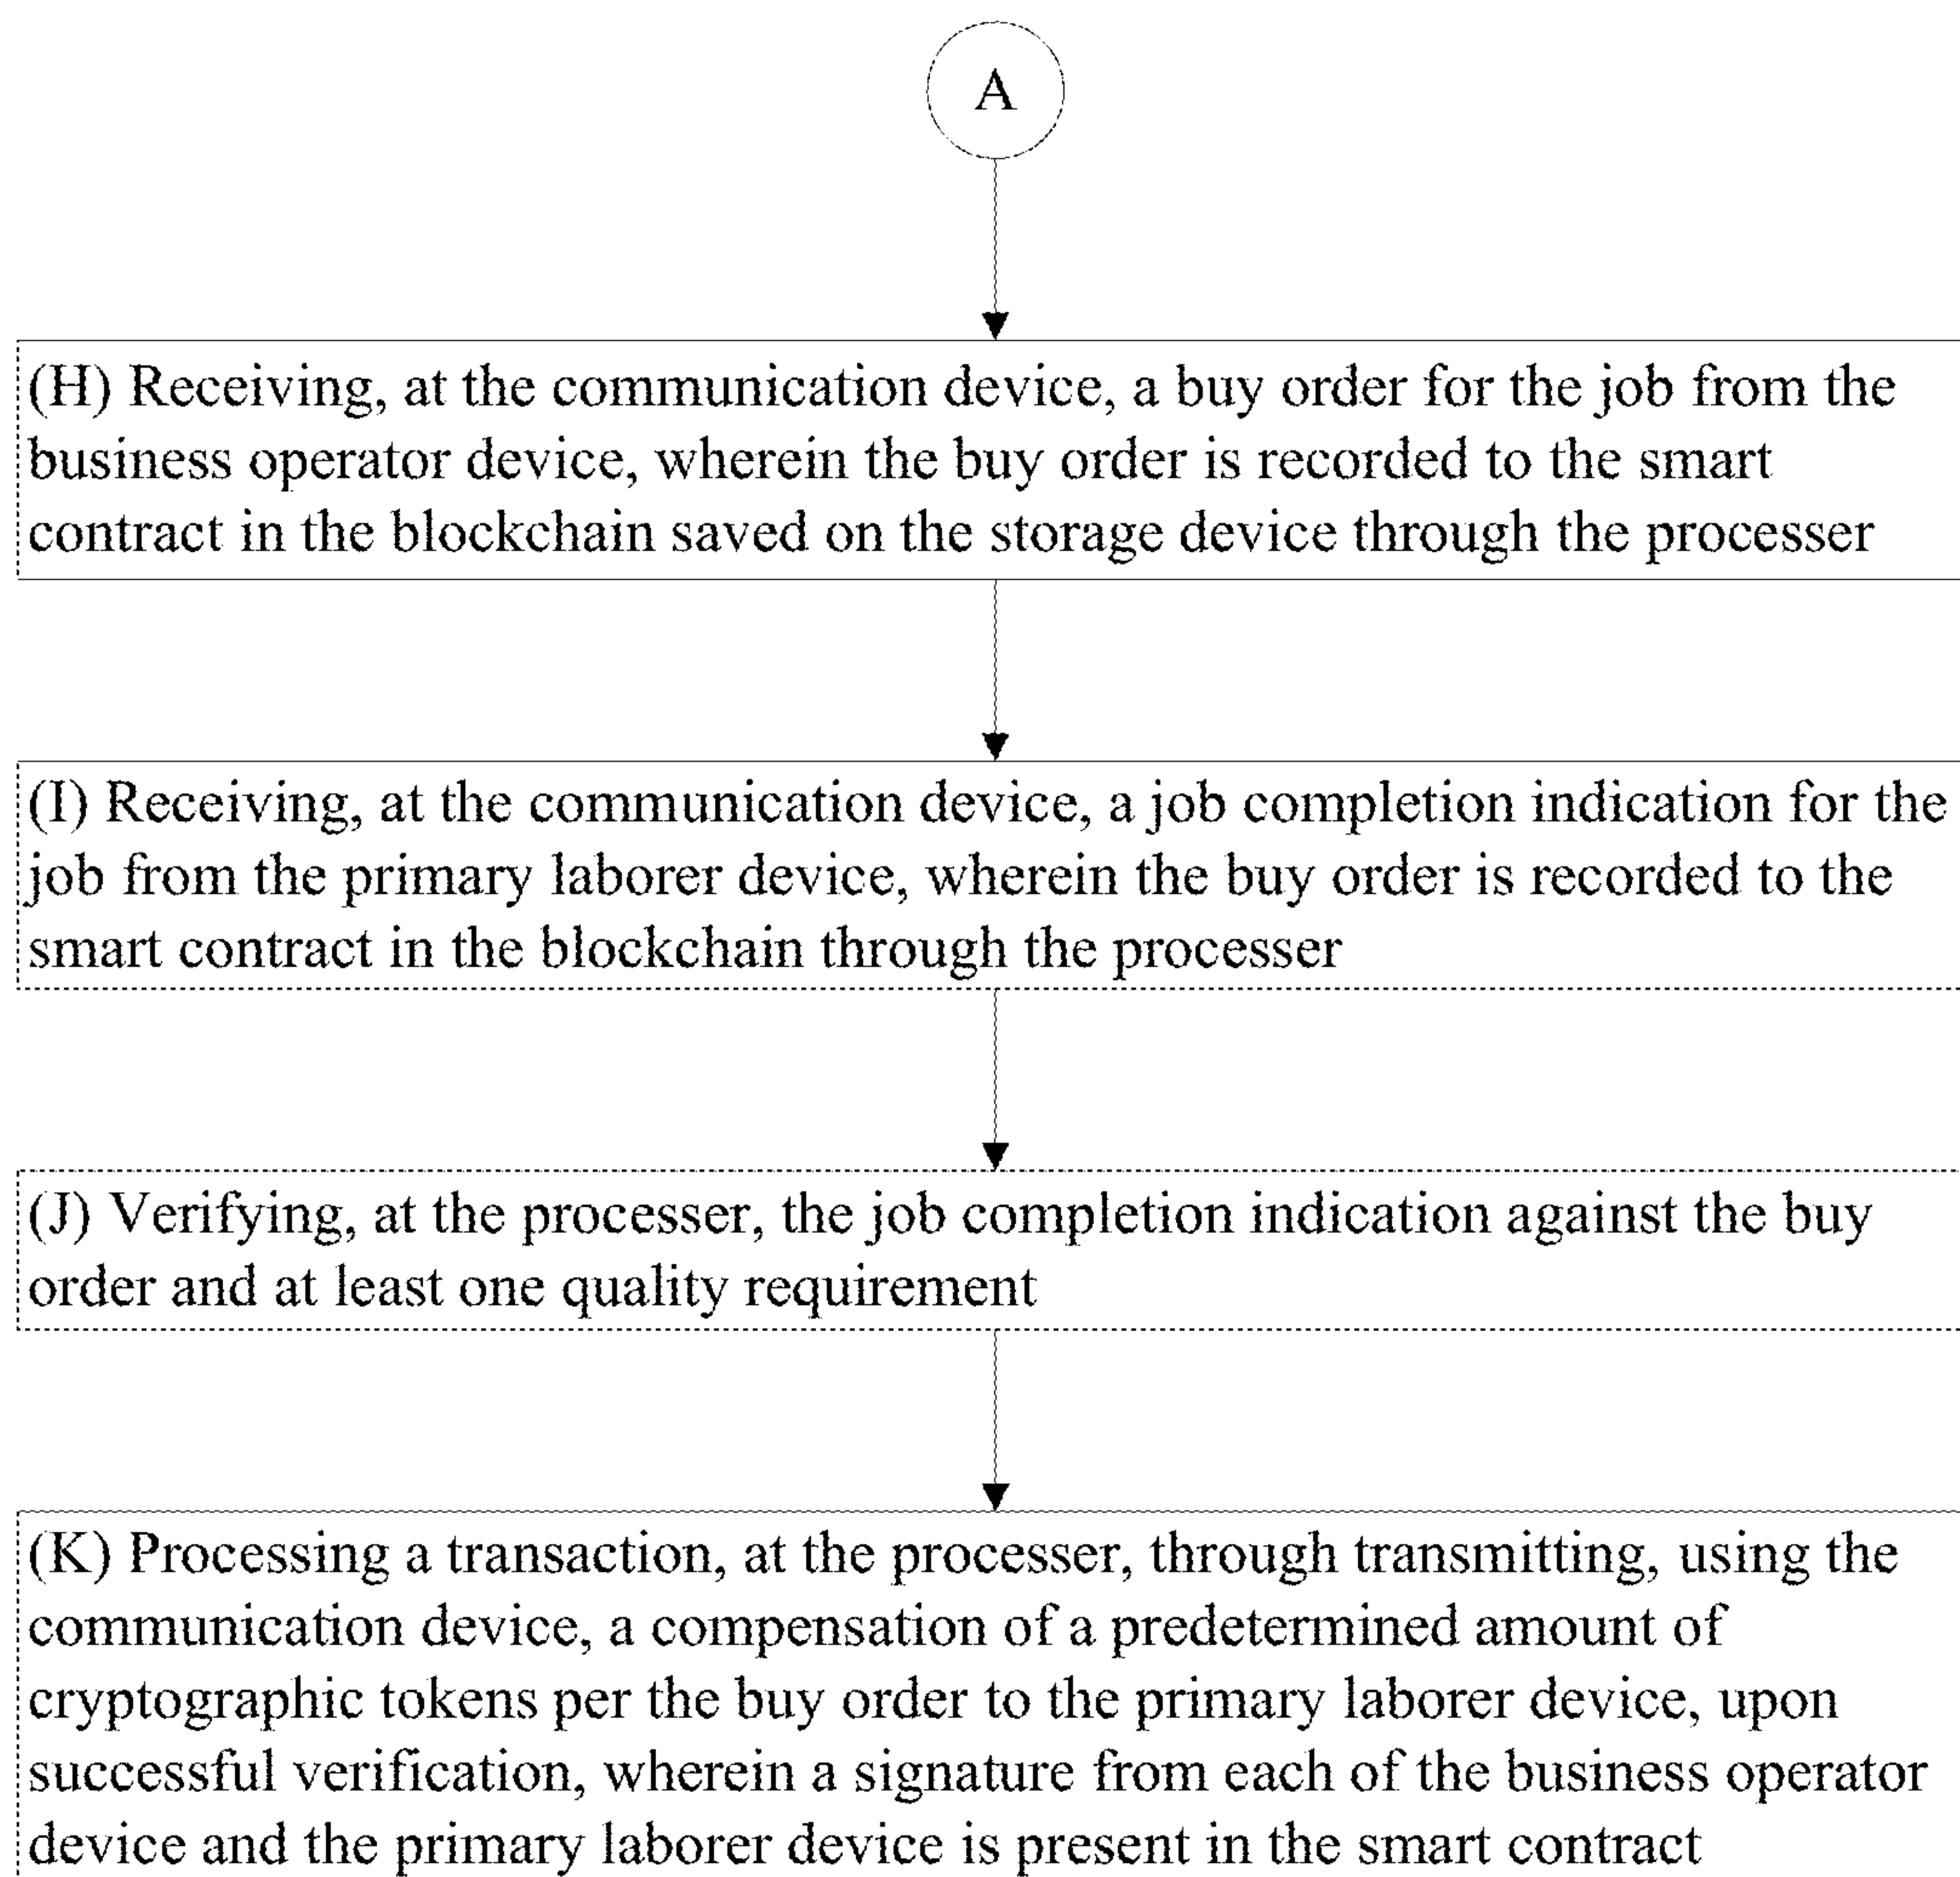 A
(H) Receiving, at the communication device, a buy order for the job from the
business operator device, wherein the buy order is recorded to the smart
contract in the blockchain saved on the storage device through the processer
(I) Receiving, at the communication device, a job completion indication for the
job from the primary laborer device, wherein the buy order is recorded to the
smart contract in the blockchain through the processer
(J) Verifying, at the processer, the job completion indication against the buy
order and at least one quality requirement
(K) Processing a transaction, at the processer, through transmitting, using the
communication device, a compensation of a predetermined amount of
cryptographic tokens per the buy order to the primary laborer device, upon
successful verification, wherein a signature from each of the business operator
device and the primary laborer device is present in the smart contract